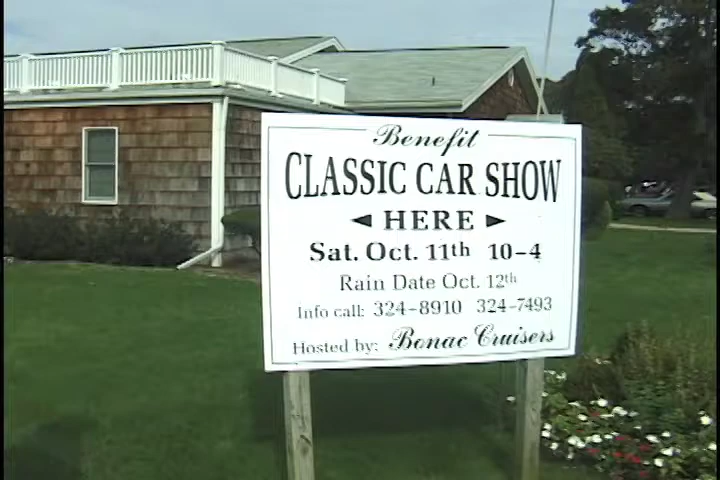 Benefit
CLASSIC CAR SHOW
HERE
Sat. Oct. 11th 10-4
Rain Date Oct. 12th
Info call: 324-8910 324-7493
Hosted by: Bonac Cruisers